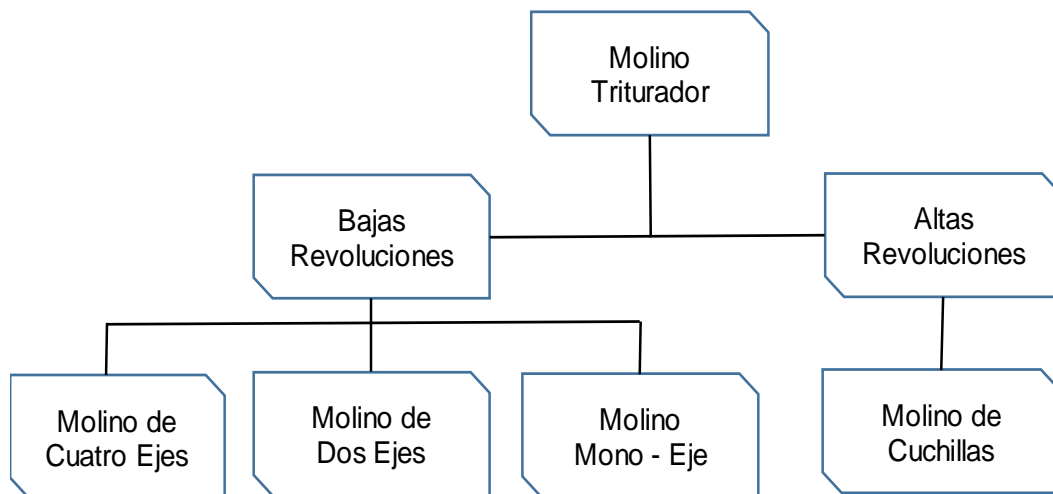 Molino
Triturador
Bajas
Revoluciones
Altas
Revoluciones
Molino de
Cuatro Ejes
Molino de
Dos Ejes
Molino
Mono - Eje
Molino de
Cuchillas